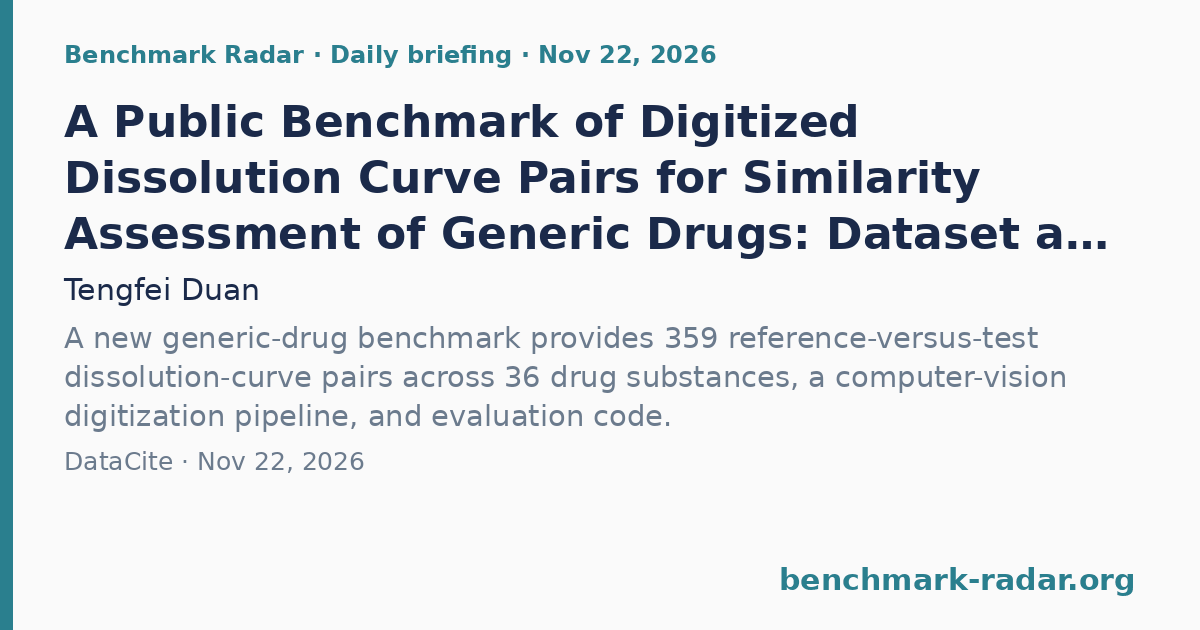 Benchmark Radar · Daily briefing · Nov 22, 2026
A Public Benchmark of Digitized
Dissolution Curve Pairs for Similarity
Assessment of Generic Drugs: Dataset a…
Tengfei Duan
A new generic-drug benchmark provides 359 reference-versus-test
dissolution-curve pairs across 36 drug substances, a computer-vision
digitization pipeline, and evaluation code.
DataCite · Nov 22, 2026
benchmark-radar.org